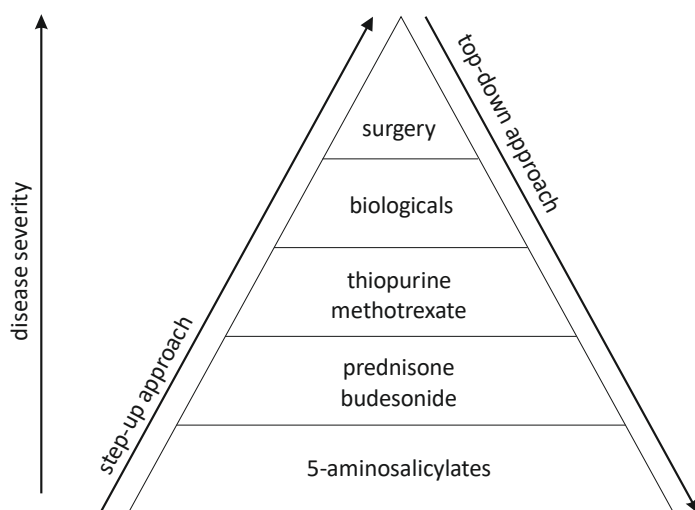 disease severity
step-up approach
top-down approach
surgery
biologicals
thiopurine
methotrexate
prednisone
budesonide
5-aminosalicylates